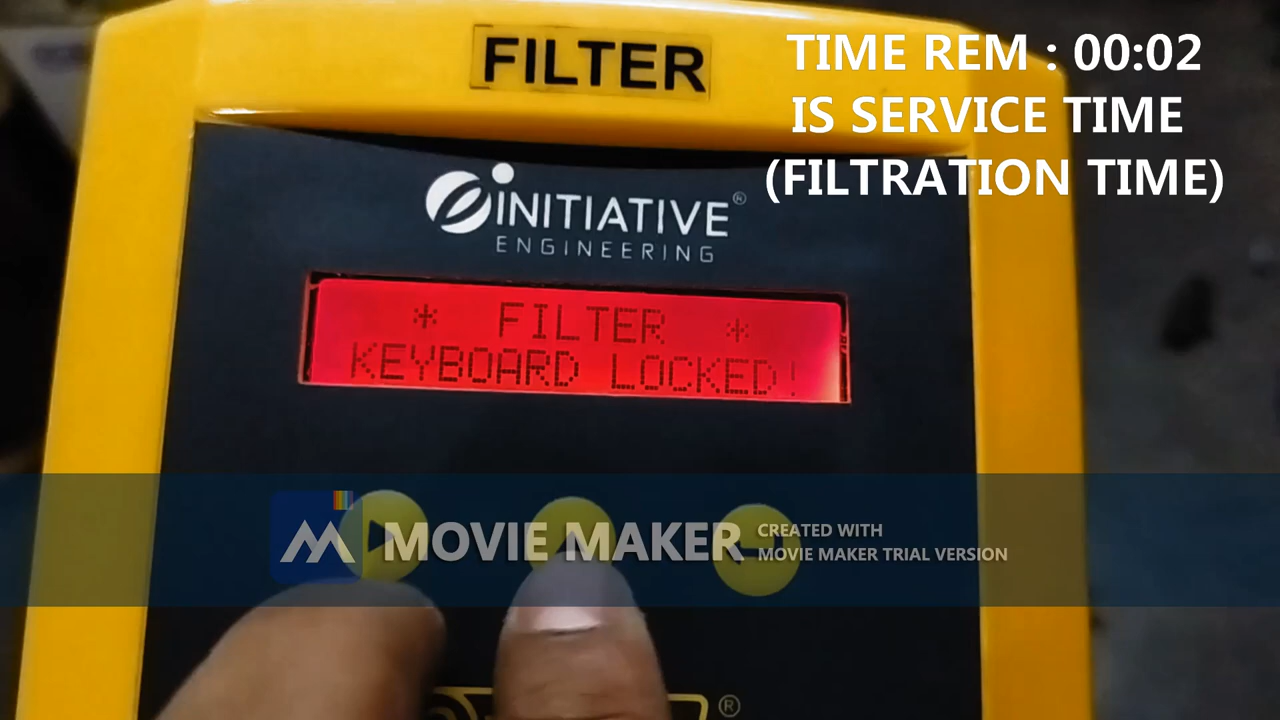 FILTER
TIME REM : 00:02
IS SERVICE TIME
(FILTRATION TIME)
INITIATIVE®
ENGINEERING
* FILTER *
KEYBOARD LOCKED!
MOVIE MAKER
CREATED WITH
MOVIE MAKER TRIAL VERSION
®